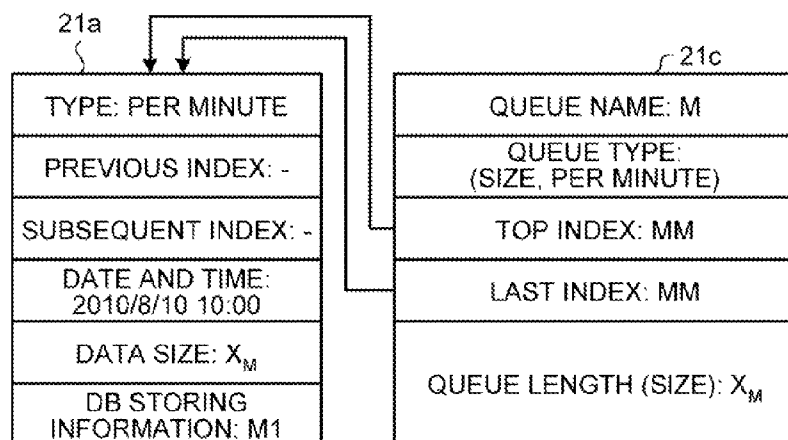 21a
TYPE: PER MINUTE
PREVIOUS INDEX: -
SUBSEQUENT INDEX: -
DATE AND TIME:
2010/8/10 10:00
DATA SIZE: XM
DB STORING
INFORMATION: M1
21c
QUEUE NAME: M
QUEUE TYPE:
(SIZE, PER MINUTE)
TOP INDEX: MM
LAST INDEX: MM
QUEUE LENGTH (SIZE): XM